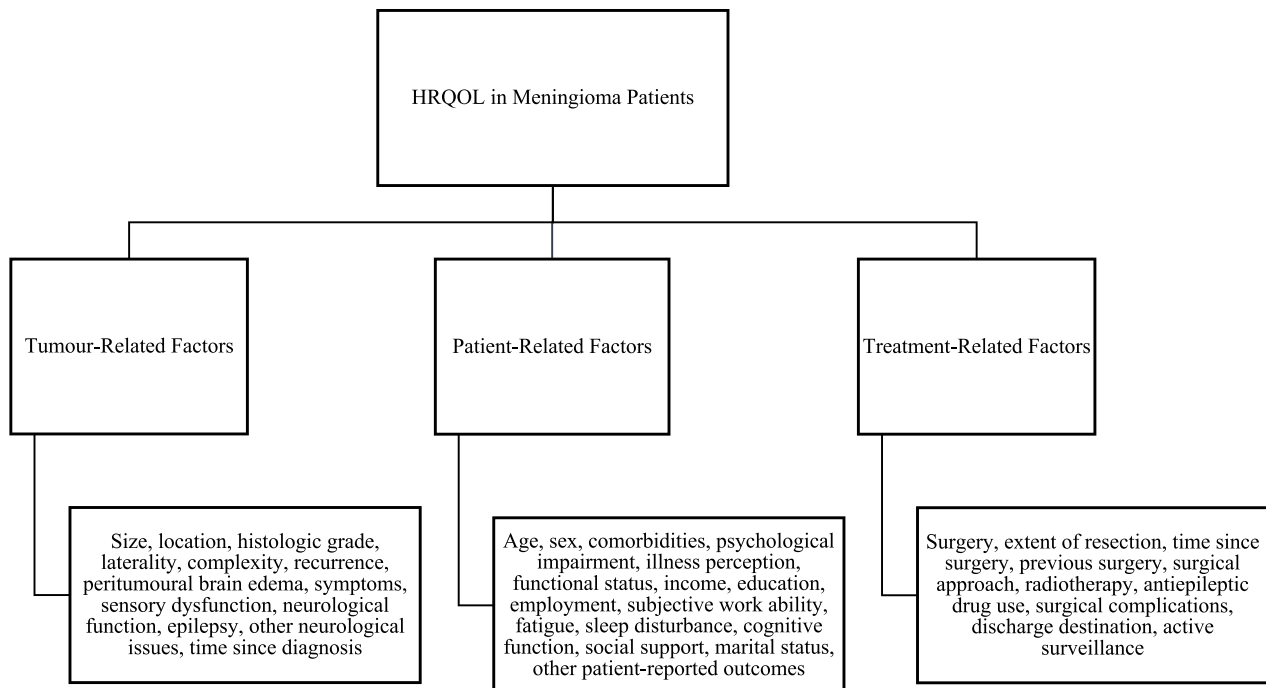 HRQOL in Meningioma Patients
Tumour-Related Factors
Patient-Related Factors
Treatment-Related Factors
Size, location, histologic grade,
laterality, complexity, recurrence,
peritumoural brain edema, symptoms,
sensory dysfunction, neurological
function, epilepsy, other neurological
issues, time since diagnosis
Age, sex, comorbidities, psychological
impairment, illness perception,
functional status, income, education,
employment, subjective work ability,
fatigue, sleep disturbance, cognitive
function, social support, marital status,
other patient-reported outcomes
Surgery, extent of resection, time since
surgery, previous surgery, surgical
approach, radiotherapy, antiepileptic
drug use, surgical complications,
discharge destination, active
surveillance